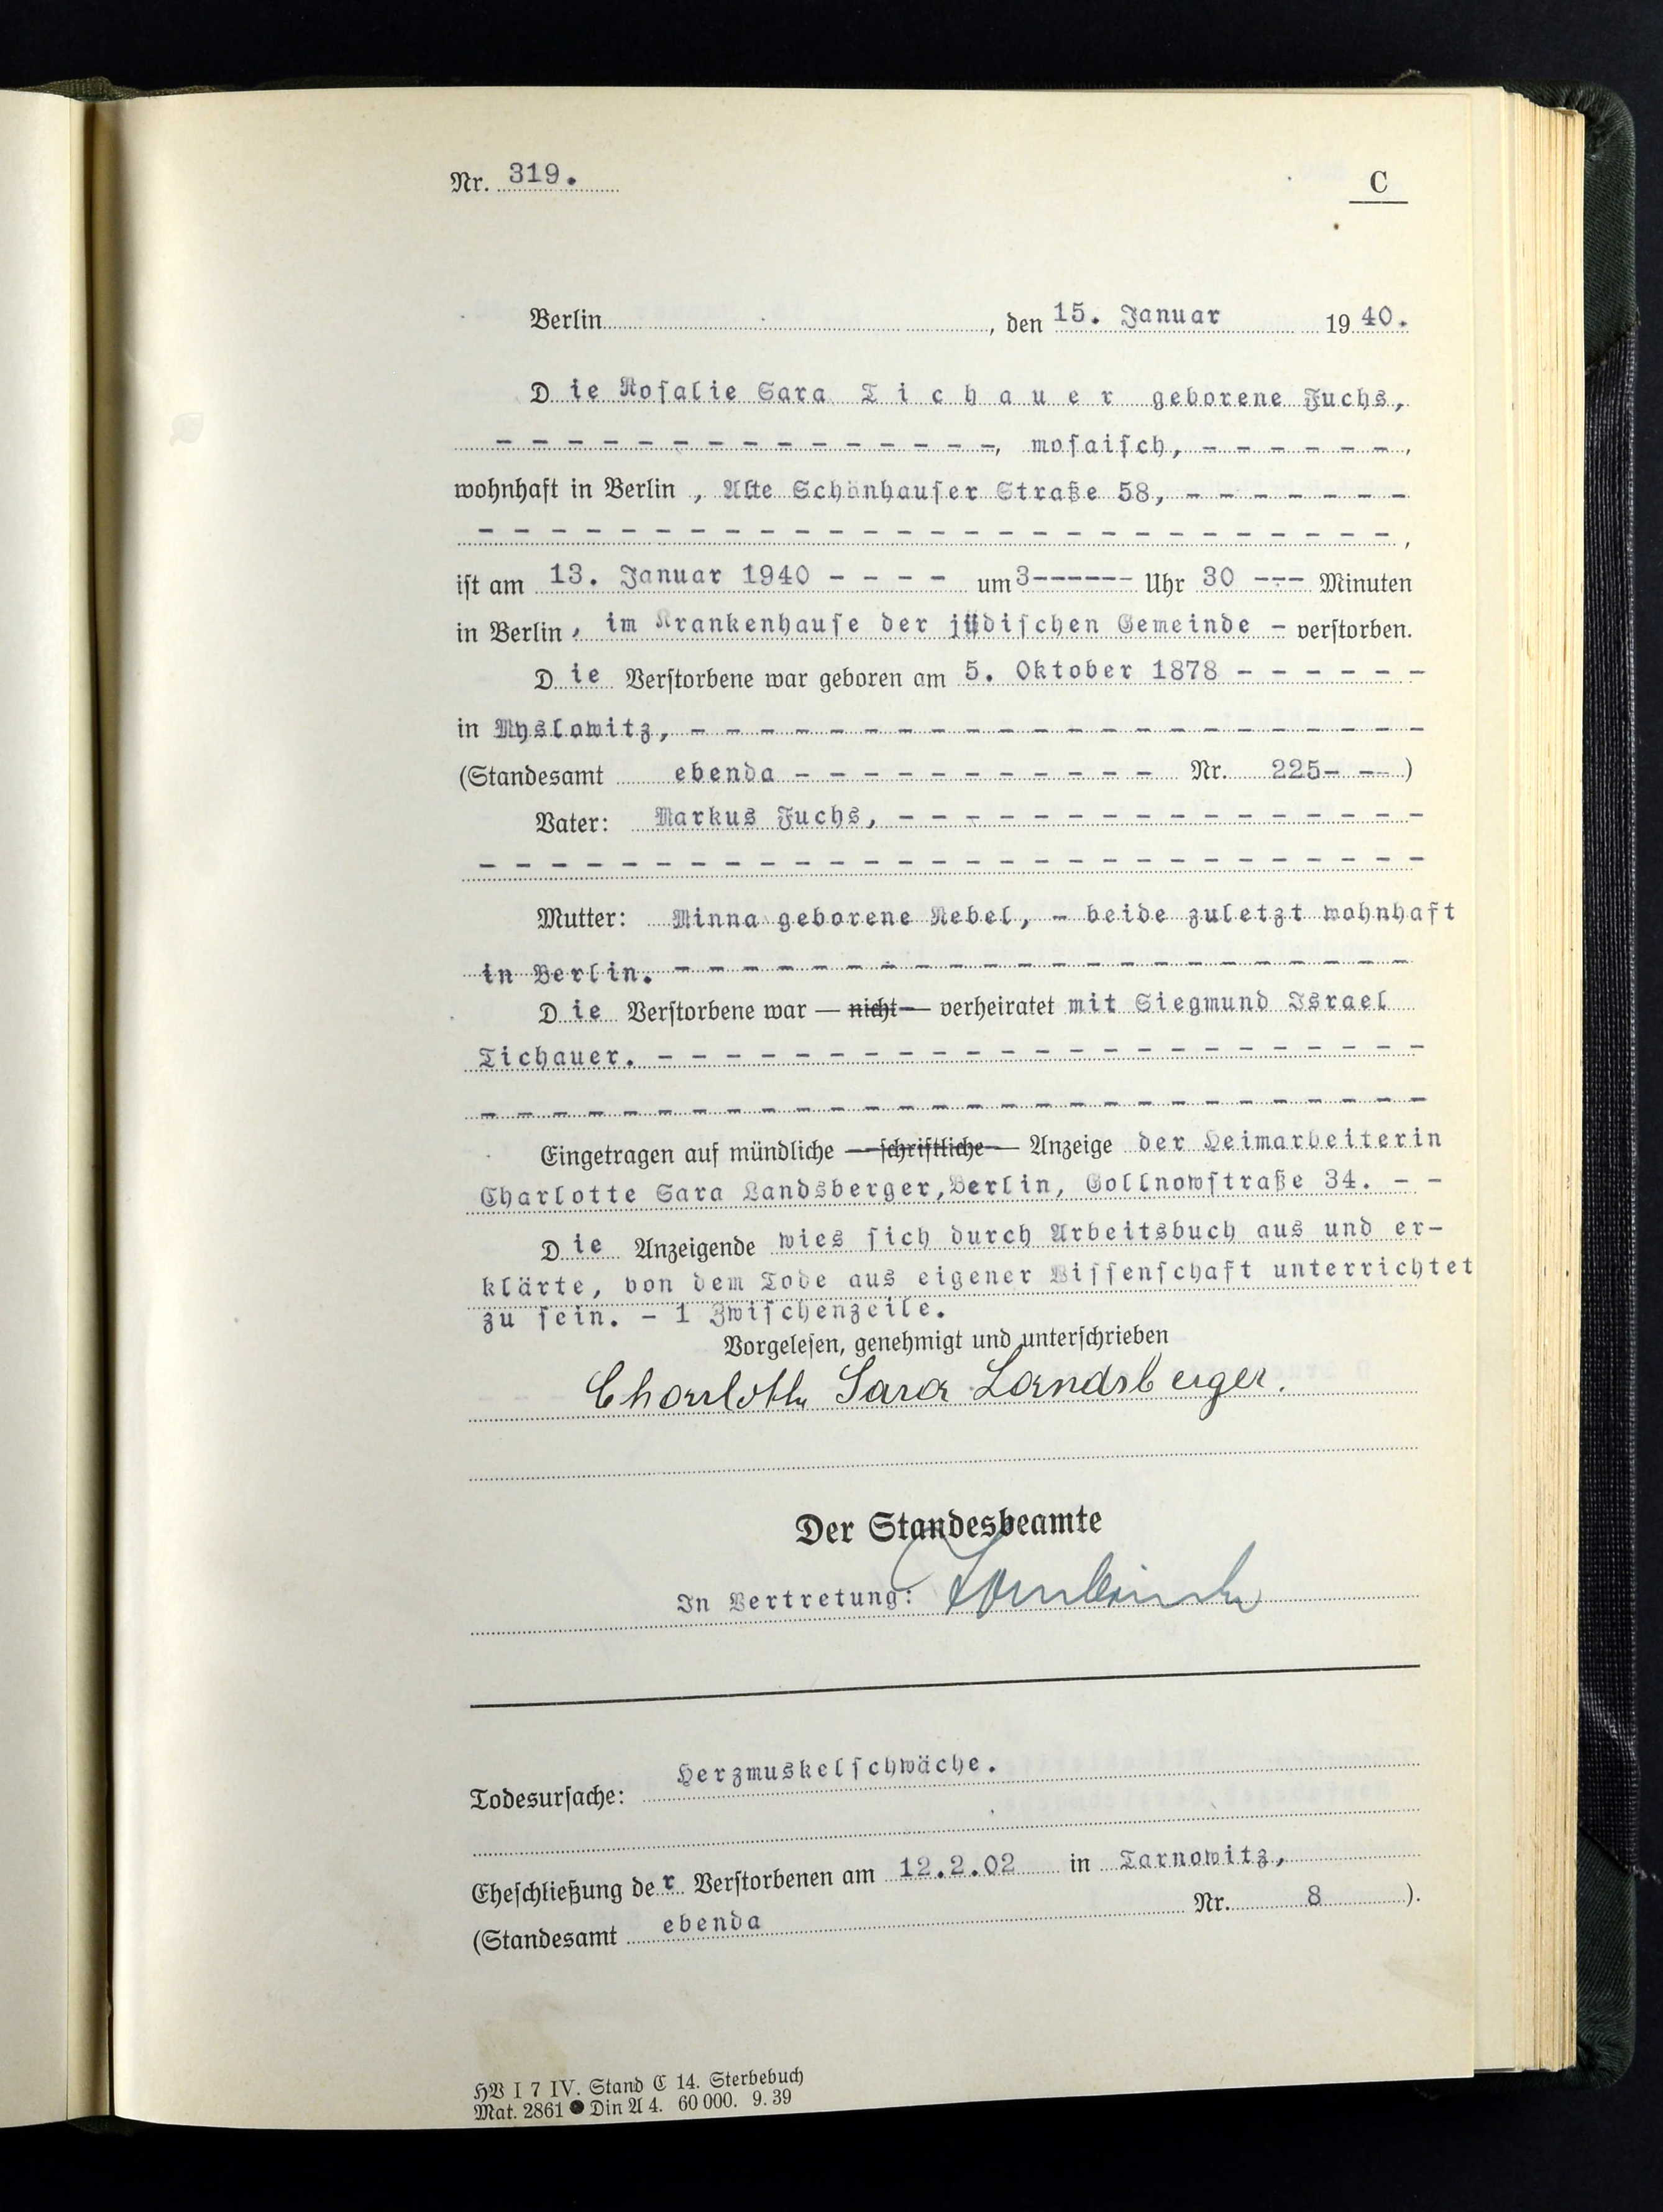 Nr. 319.
C
Berlin, den 15. Januar 1940.
Die Rosalie Sara Tichauer geborene Fuchs,
- - - - - - - - - - - - - - -, mosaisch, - - - - - -,
wohnhaft in Berlin, Alte Schönhauser Straße 58, - - - - - - -
- - - - - - - - - - - - - - - - - - - - - - - - - - -,
ist am 13. Januar 1940 - - - - um 3------ Uhr 30 --- Minuten
in Berlin, im Krankenhause der jüdischen Gemeinde - verstorben.
Die Verstorbene war geboren am 5. Oktober 1878 - - - - - -
in Myslowitz, - - - - - - - - - - - - - - - - - - - - - -
(Standesamt ebenda - - - - - - - - - - - Nr. 225- --)
Vater: Markus Fuchs, - - - - - - - - - - - - - - - -
- - - - - - - - - - - - - - - - - - - - - - - - - - - -
Mutter: Minna geborene Nebel, - beide zuletzt wohnhaft
in Berlin. - - - - - - - - - - - - - - - - - - - - - -
Die Verstorbene war — nicht — verheiratet mit Siegmund Israel
Tichauer. - - - - - - - - - - - - - - - - - - - - - - -
- - - - - - - - - - - - - - - - - - - - - - - - - - - -
Eingetragen auf mündliche — schriftliche — Anzeige der Heimarbeiterin
Charlotte Sara Landsberger, Berlin, Gollnowstraße 34. - -
Die Anzeigende wies sich durch Arbeitsbuch aus und er-
klärte, von dem Tode aus eigener Wissenschaft unterrichtet
zu sein. - 1 Zwischenzeile.
Vorgelesen, genehmigt und unterschrieben
Charlotte Sara Landsberger.
Der Standesbeamte
In Vertretung:
Todesursache: Herzmuskelschwäche.
Eheschließung der Verstorbenen am 12.2.02 in Tarnowitz,
(Standesamt ebenda Nr. 8).
HB I 7 IV. Stand C 14. Sterbebuch
Mat. 2861 ● Din A 4. 60 000. 9. 39